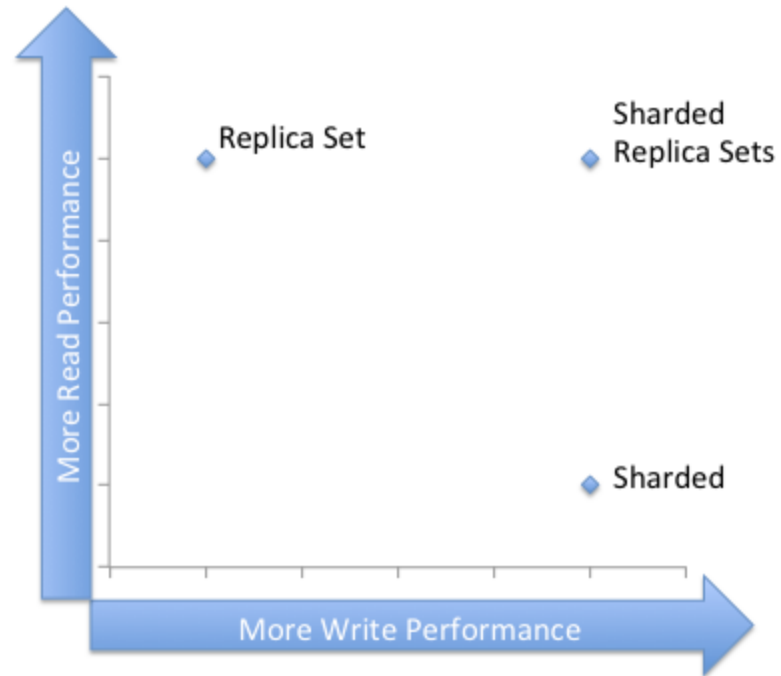 Replica Set
Sharded
Replica Sets
More Read Performance
Sharded
More Write Performance